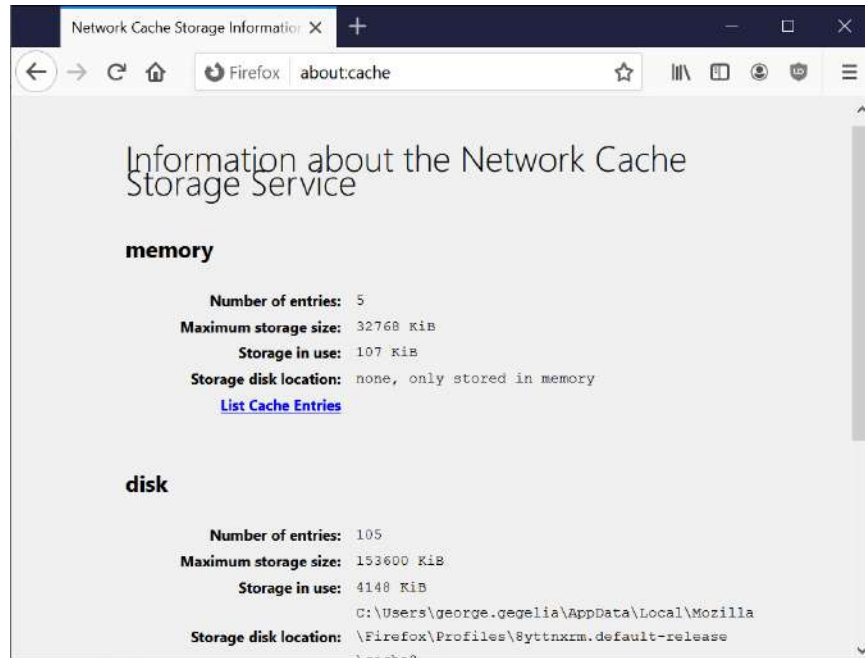 Network Cache Storage Information
Firefox about:cache
Information about the Network Cache
Storage Service
memory
Number of entries: 5
Maximum storage size: 32768 KiB
Storage in use: 107 KiB
Storage disk location: none, only stored in memory
List Cache Entries
disk
Number of entries: 105
Maximum storage size: 153600 KiB
Storage in use: 4148 KiB
C:\Users\george.gegelia\AppData\Local\Mozilla
Storage disk location: \Firefox\Profiles\8yttnxrm.default-release